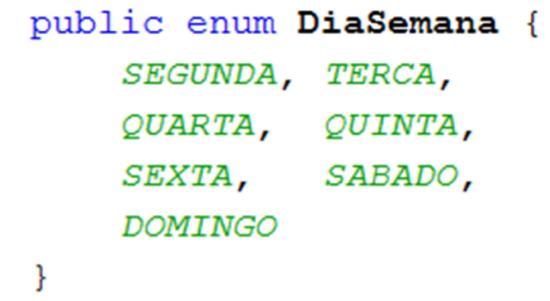 public enum DiaSemana {
SEGUNDA, TERCA,
QUARTA, QUINTA,
SEXTA, SABADO,
DOMINGO
}